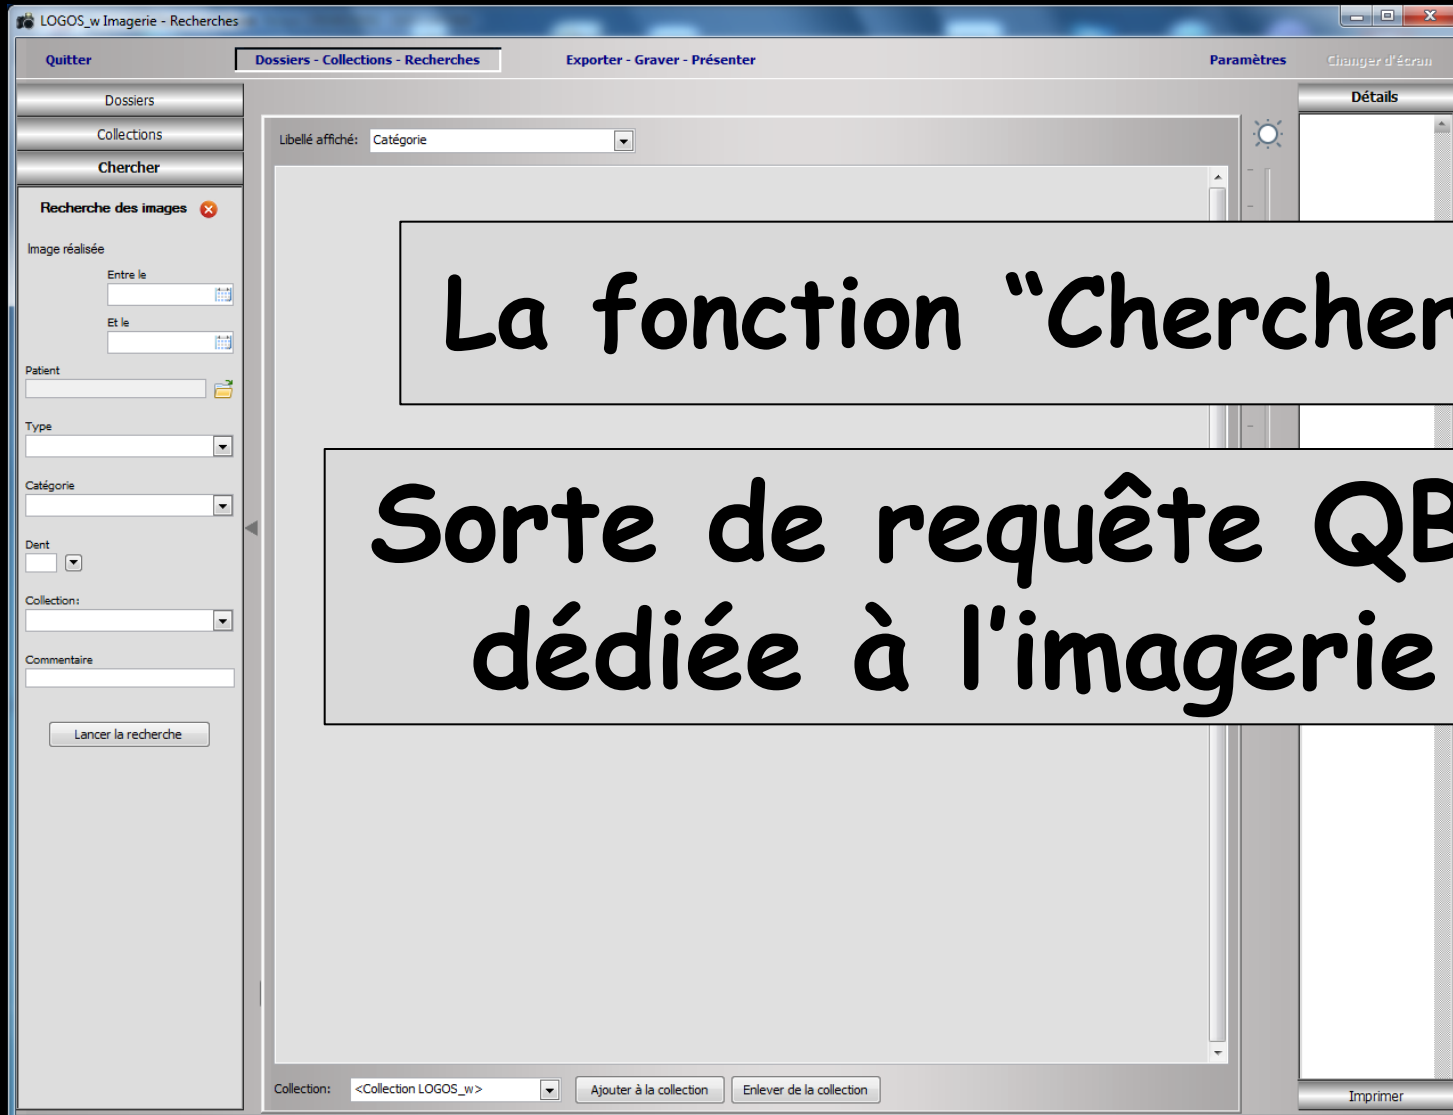 LOGOS_w Imagerie - Recherches
Quitter
Dossiers - Collections - Recherches
Exporter - Graver - Présenter
Paramètres
Changer d'écran
Dossiers
Collections
Chercher
Recherche des images
Image réalisée
Entre le
Et le
Patient
Type
Catégorie
Dent
Collection:
Commentaire
Lancer la recherche
Libellé affiché: Catégorie
La fonction “Chercher
Sorte de requête QB
dédiée à l’imagerie
Collection: <Collection LOGOS_w>
Ajouter à la collection
Enlever de la collection
Détails
Imprimer